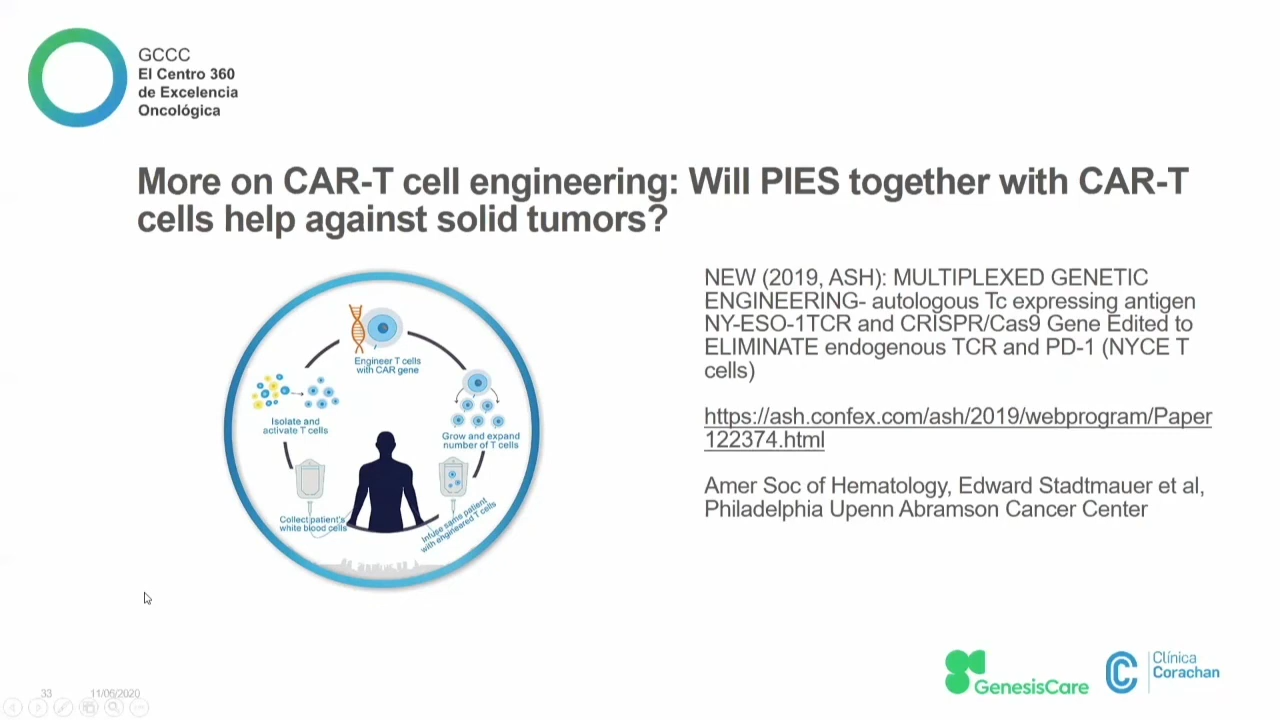 GCCC
El Centro 360
de Excelencia
Oncológica
More on CAR-T cell engineering: Will PIES together with CAR-T
cells help against solid tumors?
Engineer T cells
with CAR gene
Isolate and
activate T cells
Grow and expand
number of T cells
Collect patient's
white blood cells
Infuse same patient
with engineered T cells
NEW (2019, ASH): MULTIPLEXED GENETIC
ENGINEERING- autologous Tc expressing antigen
NY-ESO-1TCR and CRISPR/Cas9 Gene Edited to
ELIMINATE endogenous TCR and PD-1 (NYCE T
cells)
https://ash.confex.com/ash/2019/webprogram/Paper
122374.html
Amer Soc of Hematology, Edward Stadtmauer et al,
Philadelphia Upenn Abramson Cancer Center
33
11/06/2020
GenesisCare
Clínica
Corachan